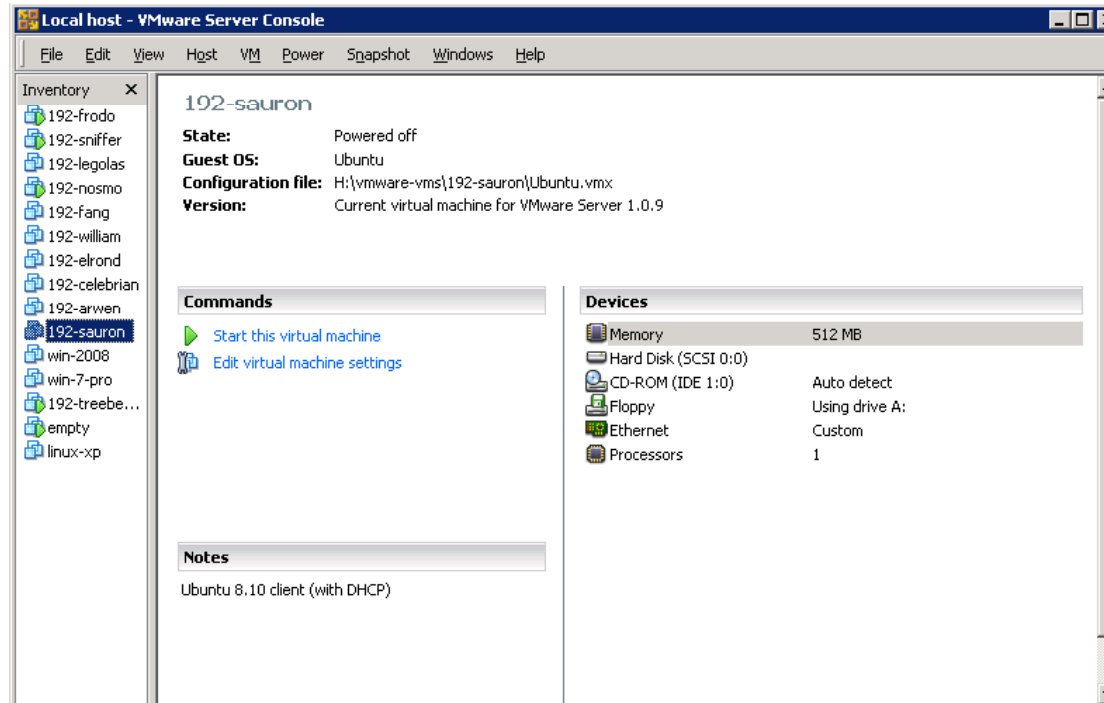 Local host - VMware Server Console
File Edit View Host VM Power Snapshot Windows Help
Inventory X
192-frodo
192-sniffer
192-legolas
192-nosmo
192-fang
192-william
192-elrond
192-celebrian
192-arwen
192-sauron
win-2008
win-7-pro
192-treebe...
empty
linux-xp
192-sauron
State: Powered off
Guest OS: Ubuntu
Configuration file: H:\vmware-vms\192-sauron\Ubuntu.vmx
Version: Current virtual machine for VMware Server 1.0.9
Commands
Start this virtual machine
Edit virtual machine settings
Notes
Ubuntu 8.10 client (with DHCP)
Devices
Memory 512 MB
Hard Disk (SCSI 0:0)
CD-ROM (IDE 1:0) Auto detect
Floppy Using drive A:
Ethernet Custom
Processors 1